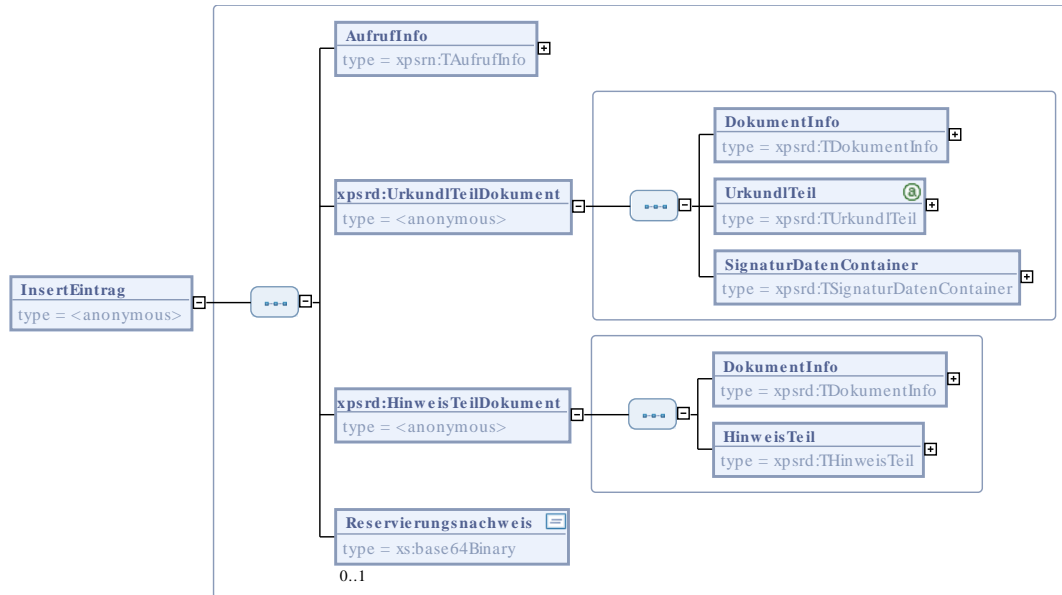 AufrufInfo
type = xpsrn:TAufrufInfo
DokumentInfo
type = xpsrd:TDokumentInfo
xpsrd:UrkundlTeilDokument
type = <anonymous>
UrkundlTeil
a
type = xpsrd:TUrkundlTeil
SignaturDatenContainer
type = xpsrd:TSignaturDatenContainer
InsertEintrag
type = <anonymous>
DokumentInfo
type = xpsrd:TDokumentInfo
xpsrd:HinweisTeilDokument
type = <anonymous>
HinweisTeil
type = xpsrd:THinweisTeil
Reservierungsnachweis
type = xs:base64Binary
0..1